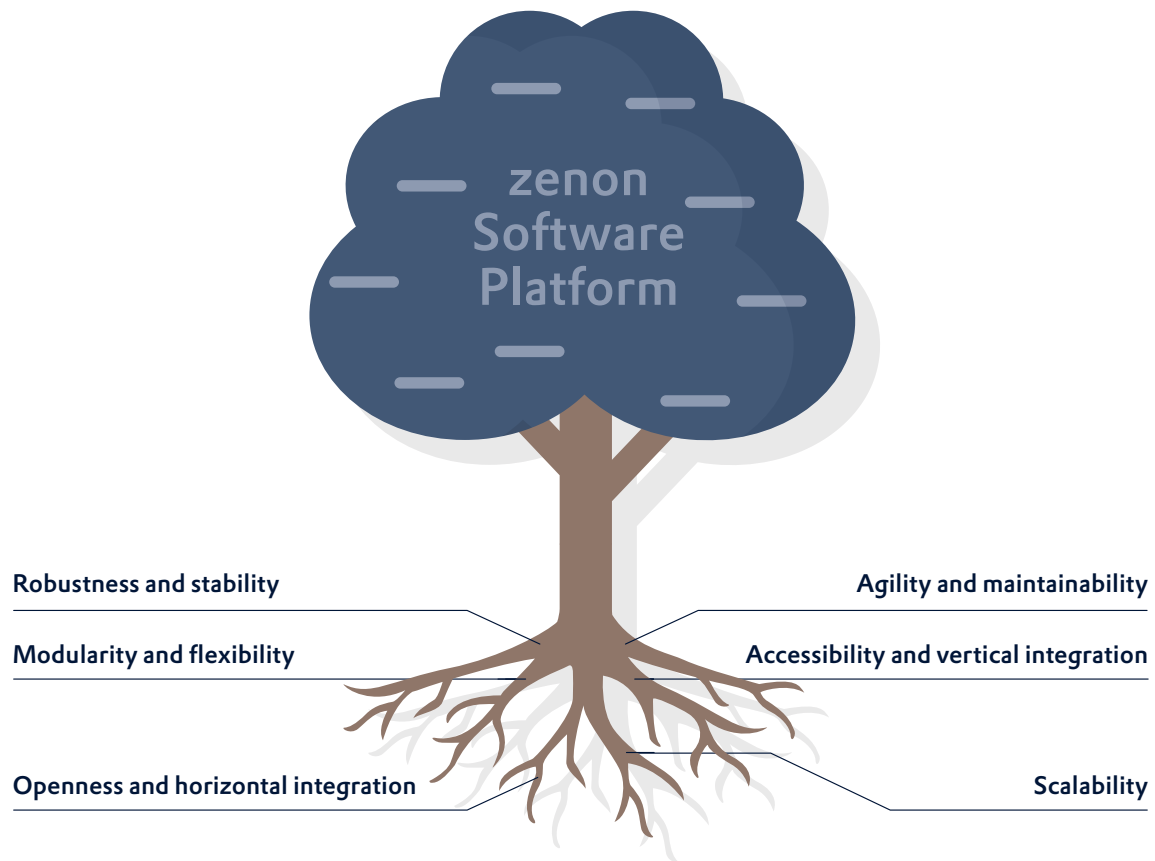 zenon
Software
Platform
Robustness and stability
Agility and maintainability
Modularity and flexibility
Accessibility and vertical integration
Openness and horizontal integration
Scalability